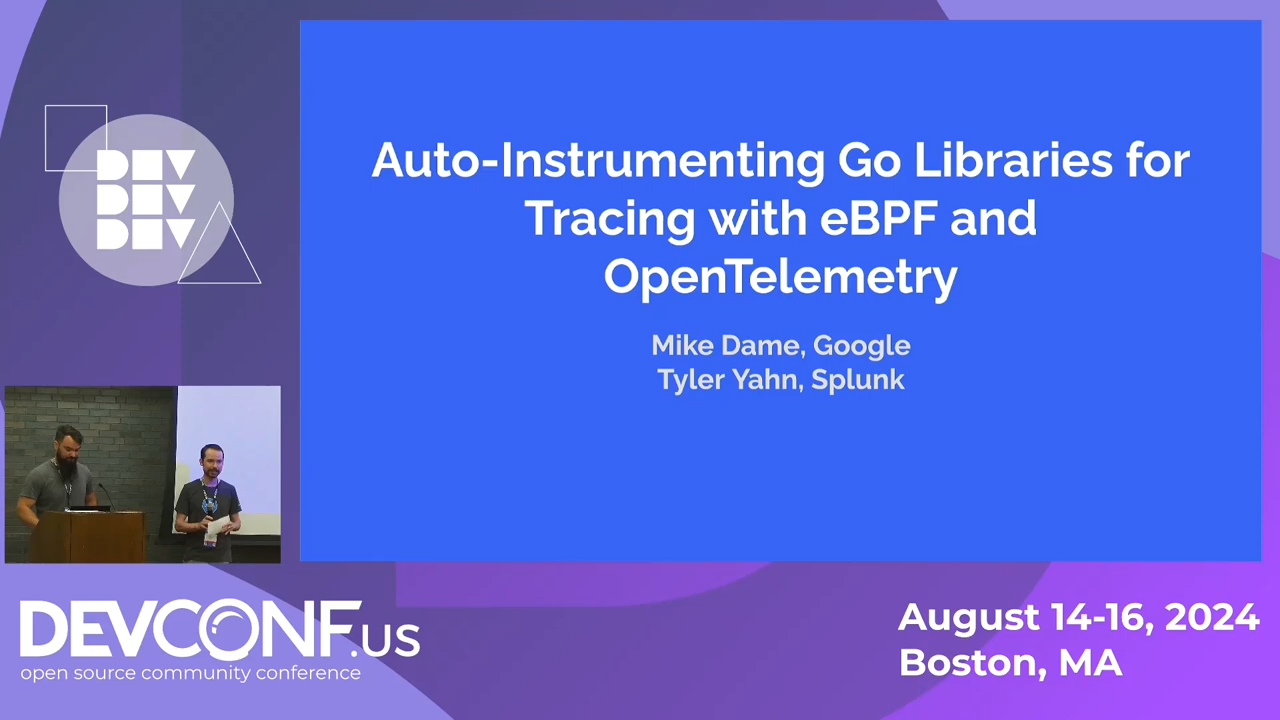 DEV
DEV
DEV
Auto-Instrumenting Go Libraries for
Tracing with eBPF and
OpenTelemetry
Mike Dame, Google
Tyler Yahn, Splunk
DEVCONF.us
open source community conference
August 14-16, 2024
Boston, MA